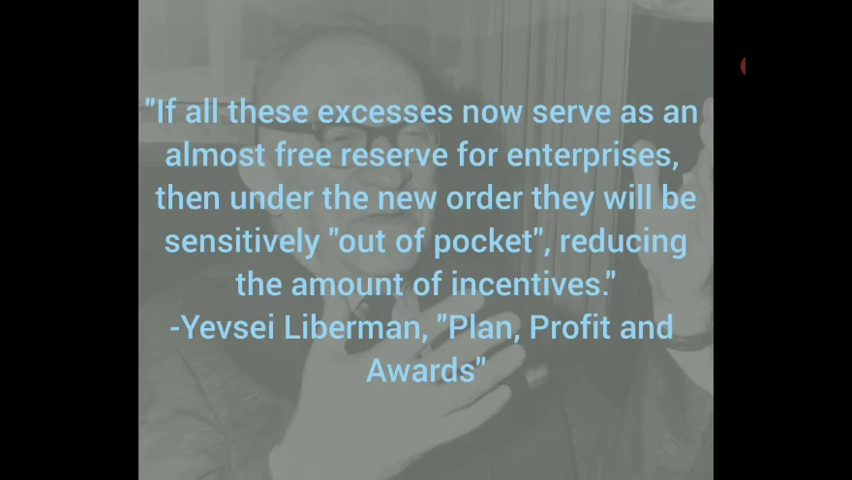 "If all these excesses now serve as an
almost free reserve for enterprises,
then under the new order they will be
sensitively "out of pocket", reducing
the amount of incentives."
-Yevsei Liberman, "Plan, Profit and
Awards"